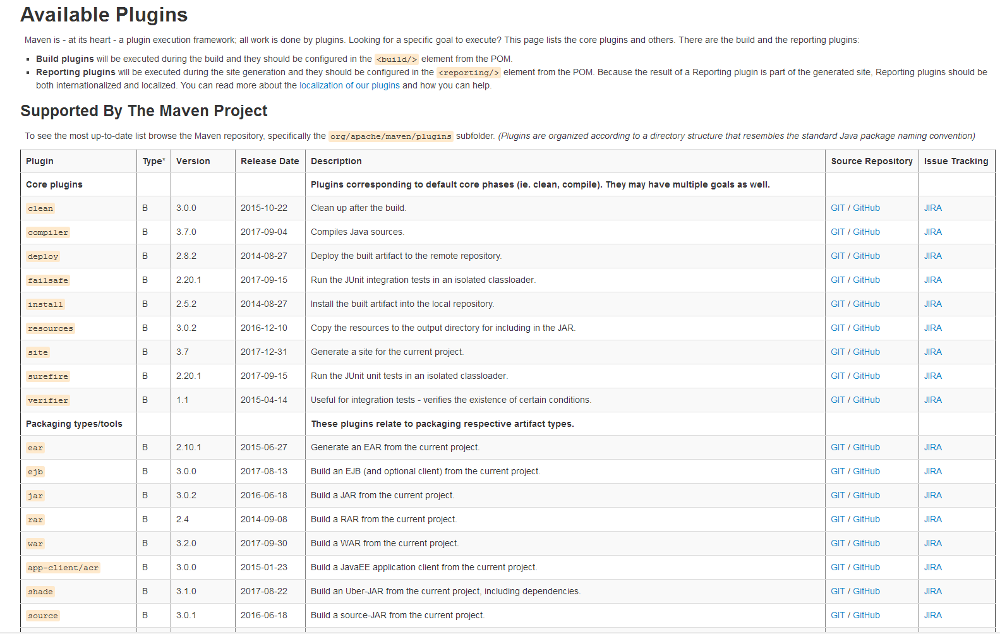 Available Plugins
Maven is - at its heart - a plugin execution framework; all work is done by plugins. Looking for a specific goal to execute? This page lists the core plugins and others. There are the build and the reporting plugins:
Build plugins will be executed during the build and they should be configured in the <build/> element from the POM.
Reporting plugins will be executed during the site generation and they should be configured in the <reporting/> element from the POM. Because the result of a Reporting plugin is part of the generated site, Reporting plugins should be
both internationalized and localized. You can read more about the localization of our plugins and how you can help.
Supported By The Maven Project
To see the most up-to-date list browse the Maven repository, specifically the org/apache/maven/plugins subfolder. (Plugins are organized according to a directory structure that resembles the standard Java package naming convention)
Plugin Type* Version Release Date Description Source Repository Issue Tracking
Core plugins Plugins corresponding to default core phases (ie. clean, compile). They may have multiple goals as well.
clean B 3.0.0 2015-10-22 Clean up after the build. GIT / GitHub JIRA
compiler B 3.7.0 2017-09-04 Compiles Java sources. GIT / GitHub JIRA
deploy B 2.8.2 2014-08-27 Deploy the built artifact to the remote repository. GIT / GitHub JIRA
failsafe B 2.20.1 2017-09-15 Run the JUnit integration tests in an isolated classloader. GIT / GitHub JIRA
install B 2.5.2 2014-08-27 Install the built artifact into the local repository. GIT / GitHub JIRA
resources B 3.0.2 2016-12-10 Copy the resources to the output directory for including in the JAR. GIT / GitHub JIRA
site B 3.7 2017-12-31 Generate a site for the current project. GIT / GitHub JIRA
surefire B 2.20.1 2017-09-15 Run the JUnit unit tests in an isolated classloader. GIT / GitHub JIRA
verifier B 1.1 2015-04-14 Useful for integration tests - verifies the existence of certain conditions. GIT / GitHub JIRA
Packaging types/tools These plugins relate to packaging respective artifact types.
ear B 2.10.1 2015-06-27 Generate an EAR from the current project. GIT / GitHub JIRA
ejb B 3.0.0 2017-08-13 Build an EJB (and optional client) from the current project. GIT / GitHub JIRA
jar B 3.0.2 2016-06-18 Build a JAR from the current project. GIT / GitHub JIRA
rar B 2.4 2014-09-08 Build a RAR from the current project. GIT / GitHub JIRA
war B 3.2.0 2017-09-30 Build a WAR from the current project. GIT / GitHub JIRA
app-client/acr B 3.0.0 2015-01-23 Build a JavaEE application client from the current project. GIT / GitHub JIRA
shade B 3.1.0 2017-08-22 Build an Uber-JAR from the current project, including dependencies. GIT / GitHub JIRA
source B 3.0.1 2016-06-18 Build a source-JAR from the current project. GIT / GitHub JIRA